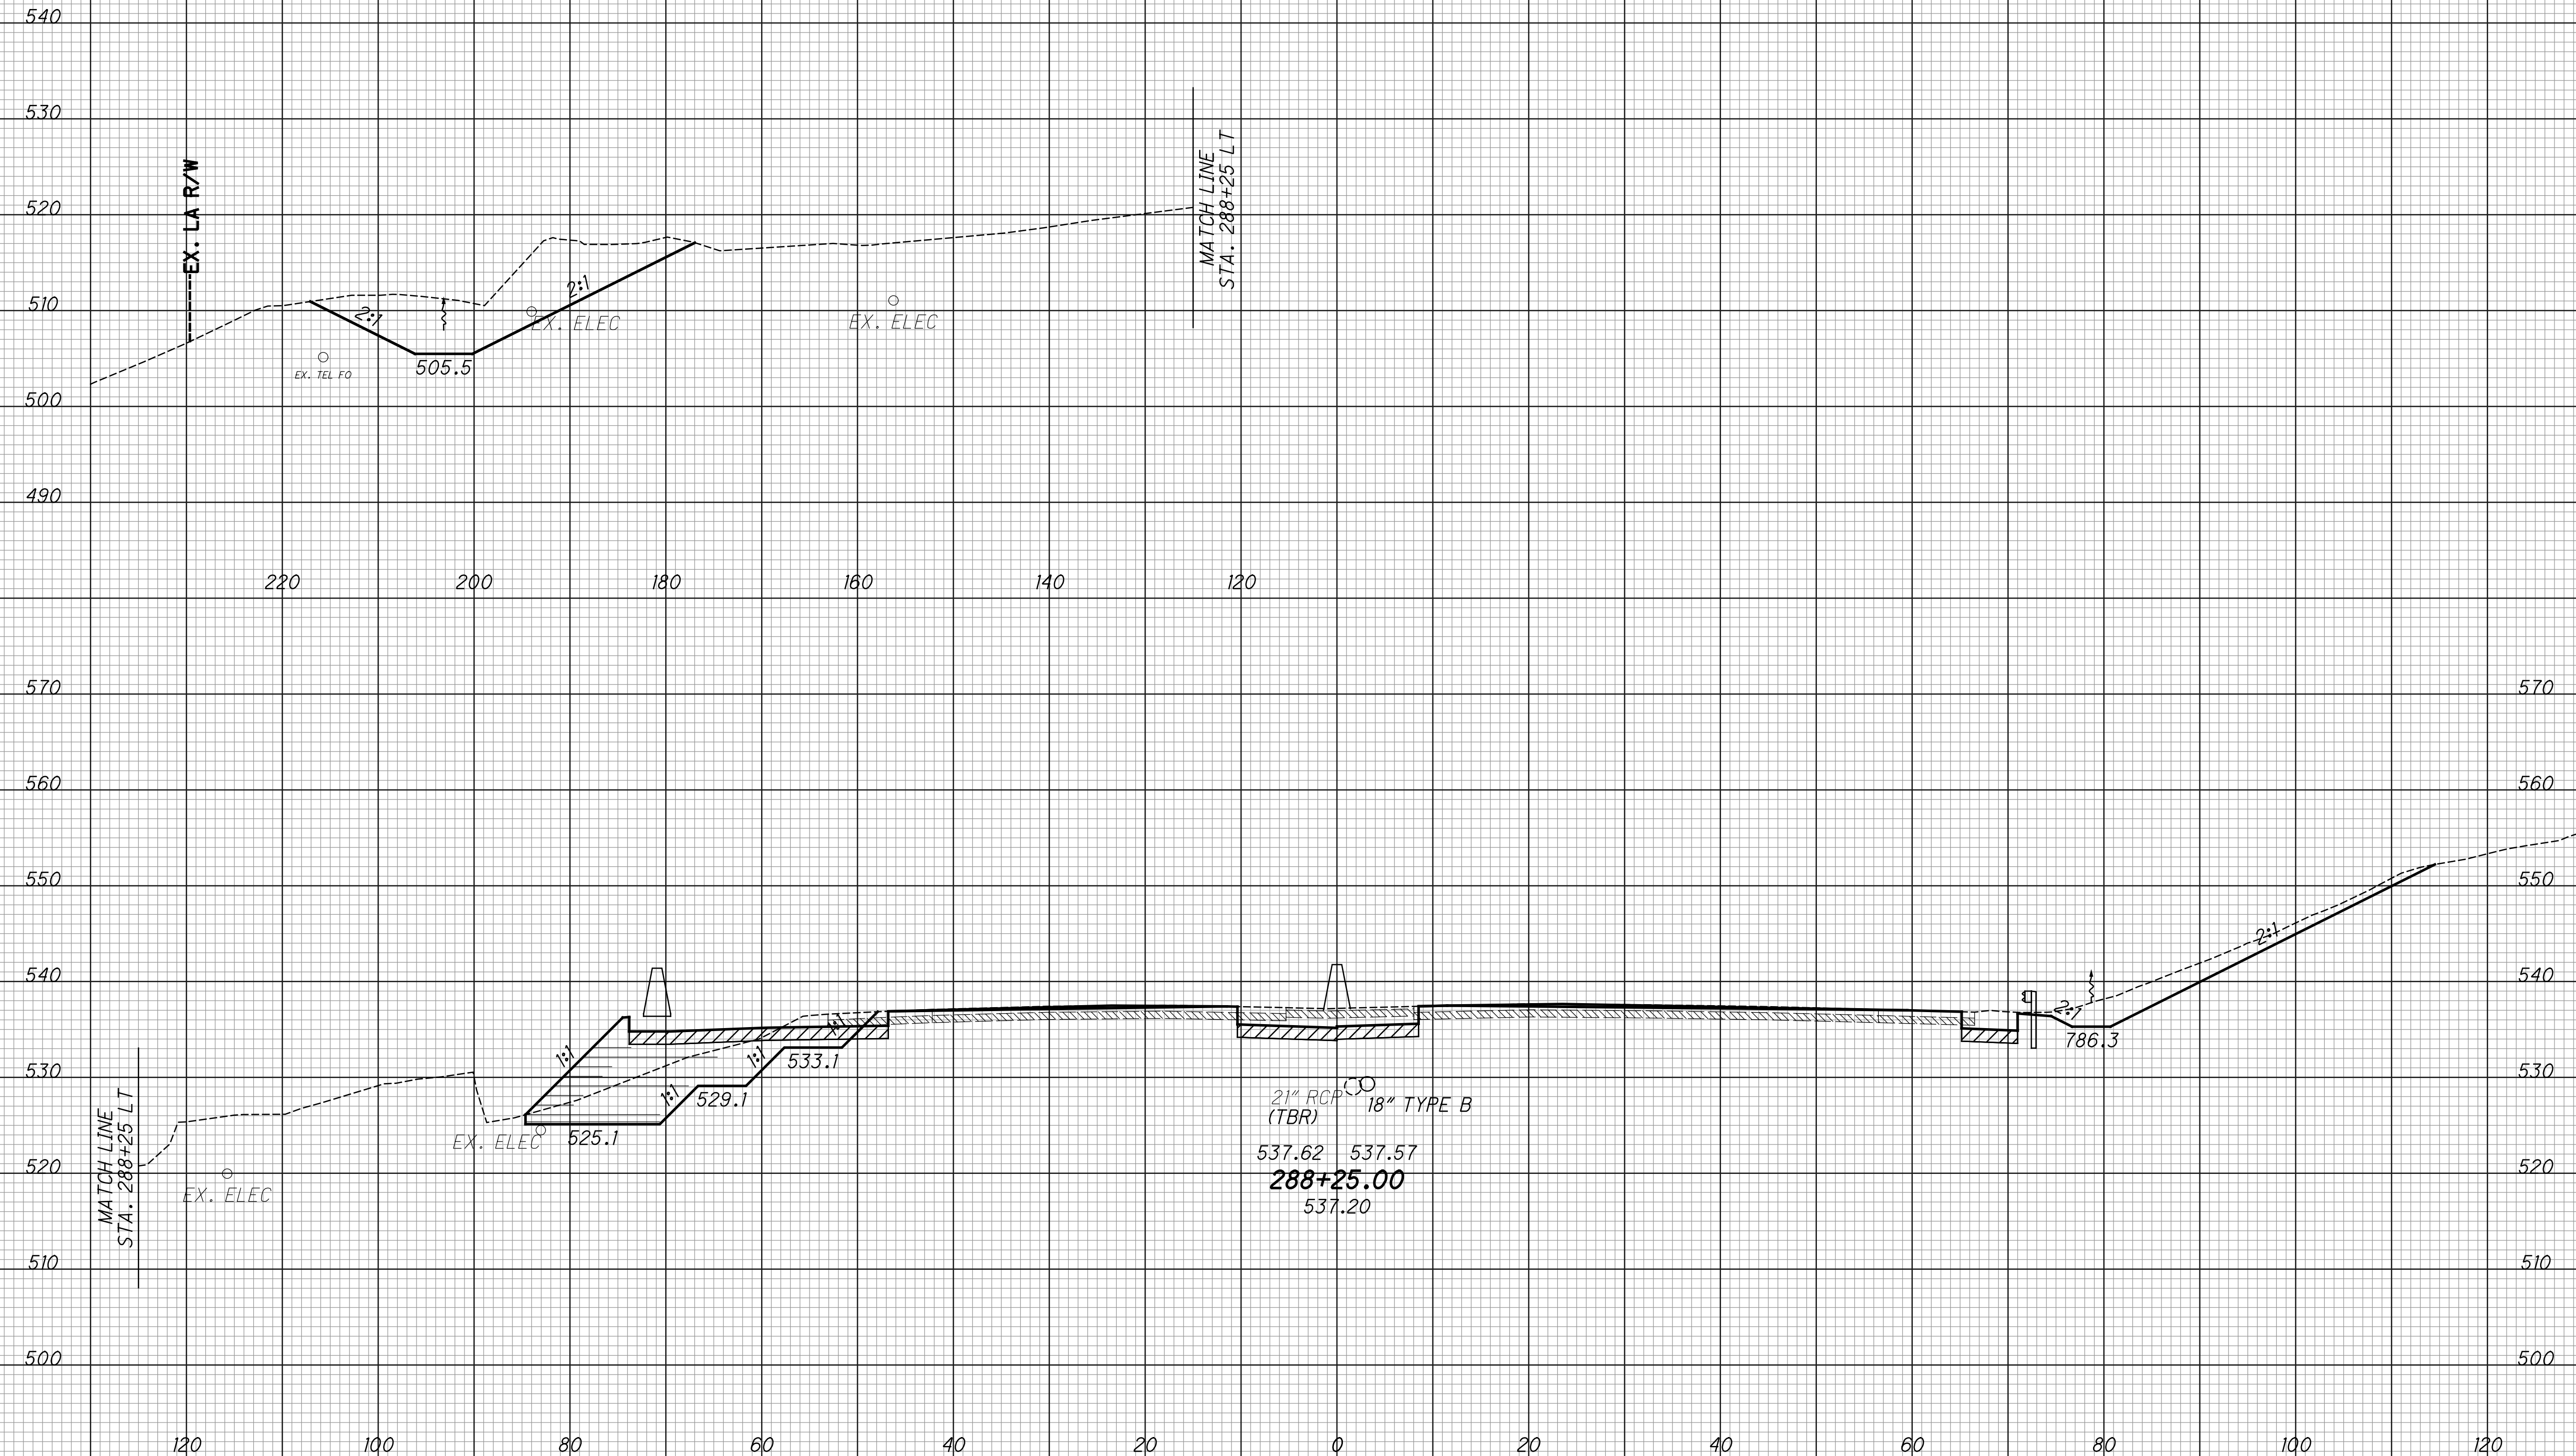 540
530
520
510
500
490
EX. LA R/W
MATCH LINE
STA. 288+25 LT
2:1
2:1
EX. ELEC
EX. ELEC
EX. TEL FO
505.5
220 200 180 160 140 120
570 570
560 560
550 550
540 540
530 530
520 520
510 510
500 500
2:1
2:1
786.3
1:1
1:1
1:1
1:1
533.1
529.1
525.1
EX. ELEC
EX. ELEC
MATCH LINE
STA. 288+25 LT
21" RCP
(TBR)
18" TYPE B
537.62 537.57
288+25.00
537.20
120 100 80 60 40 20 0 20 40 60 80 100 120